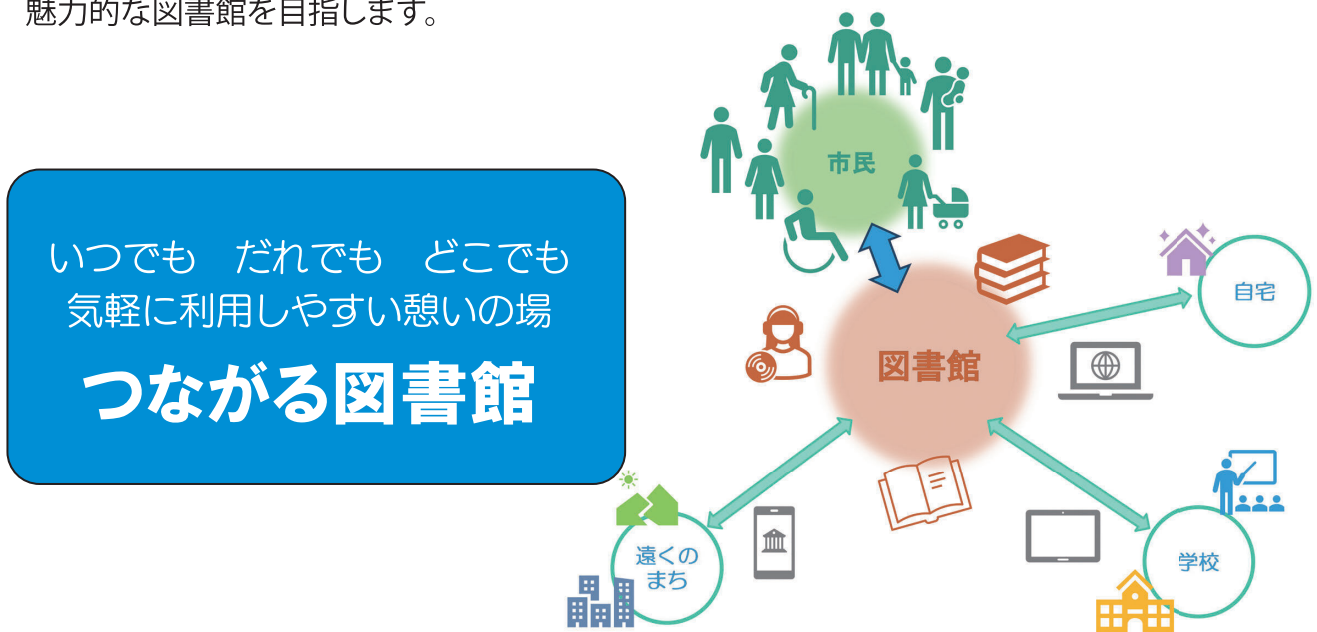 魅力的な図書館を目指します。
いつでも　だれでも　どこでも
気軽に利用しやすい憩いの場
つながる図書館
市民
図書館
自宅
遠くの
まち
学校